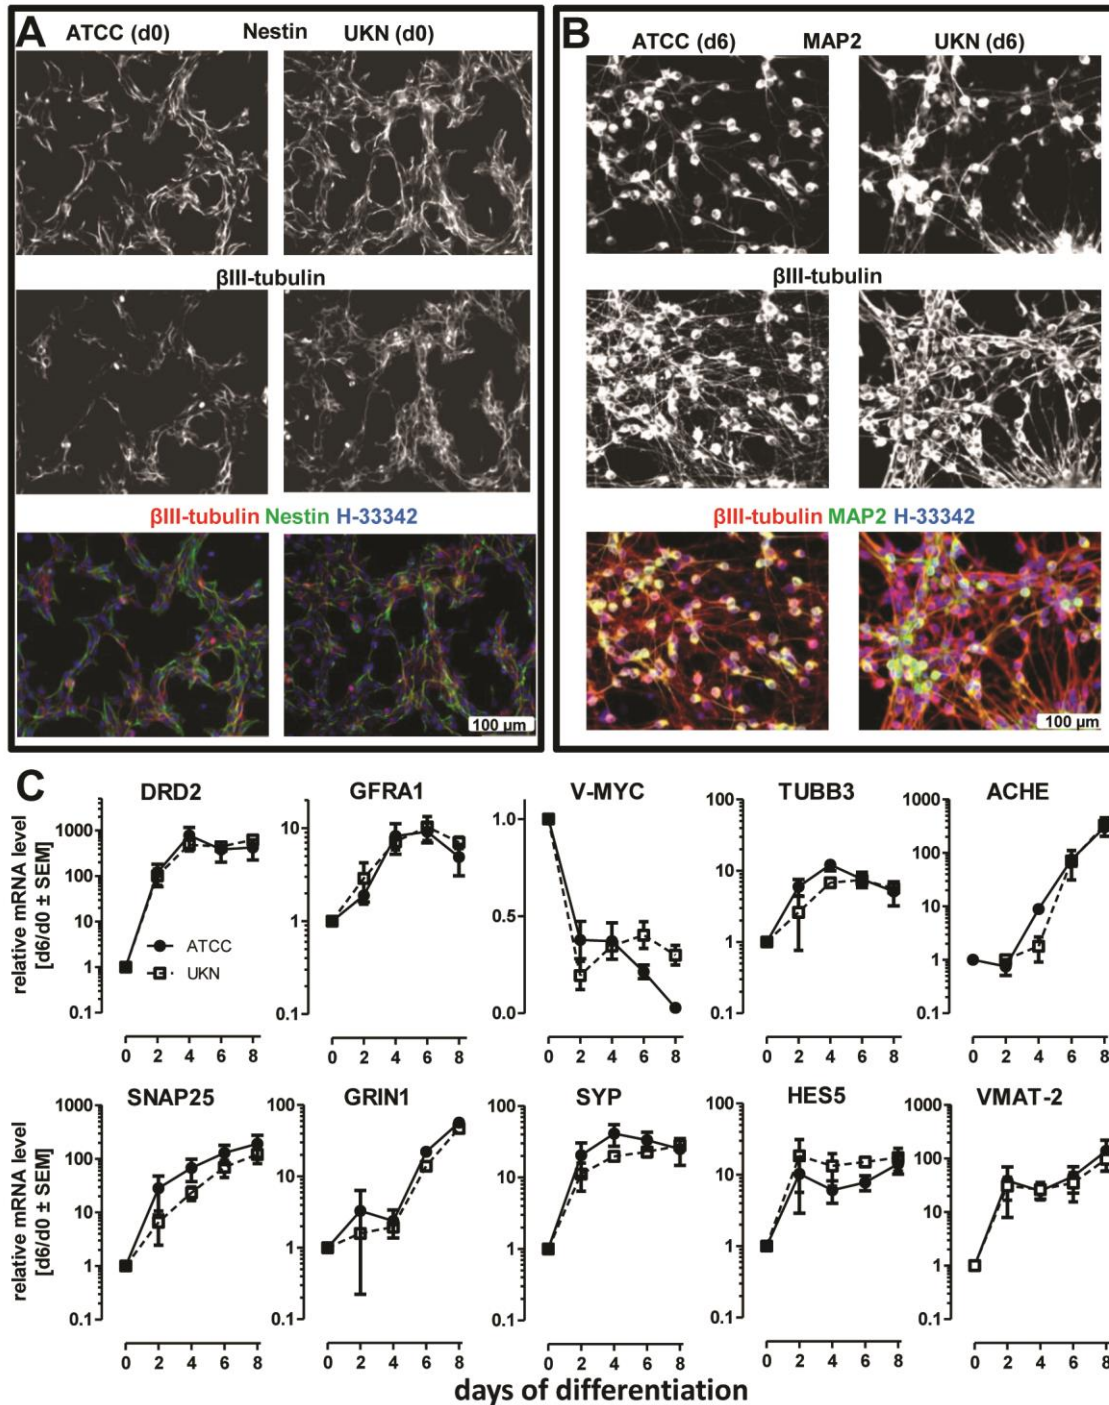 A
ATCC (d0) Nestin UKN (d0)
βIII-tubulin
βIII-tubulin Nestin H-33342
100 µm
B
ATCC (d6) MAP2 UKN (d6)
βIII-tubulin
βIII-tubulin MAP2 H-33342
100 µm
C
DRD2
relative mRNA level
[d6/d0 ± SEM]
1000
100
10
1
0.1
ATCC
UKN
0 2 4 6 8
GFRA1
10
1
0.1
0 2 4 6 8
V-MYC
1.0
0.5
0.0
0 2 4 6 8
TUBB3
100
10
1
0.1
0 2 4 6 8
ACHE
1000
100
10
1
0.1
0 2 4 6 8
SNAP25
relative mRNA level
[d6/d0 ± SEM]
1000
100
10
1
0.1
0 2 4 6 8
GRIN1
100
10
1
0.1
0 2 4 6 8
SYP
100
10
1
0.1
0 2 4 6 8
HES5
100
10
1
0.1
0 2 4 6 8
VMAT-2
1000
100
10
1
0.1
0 2 4 6 8
days of differentiation